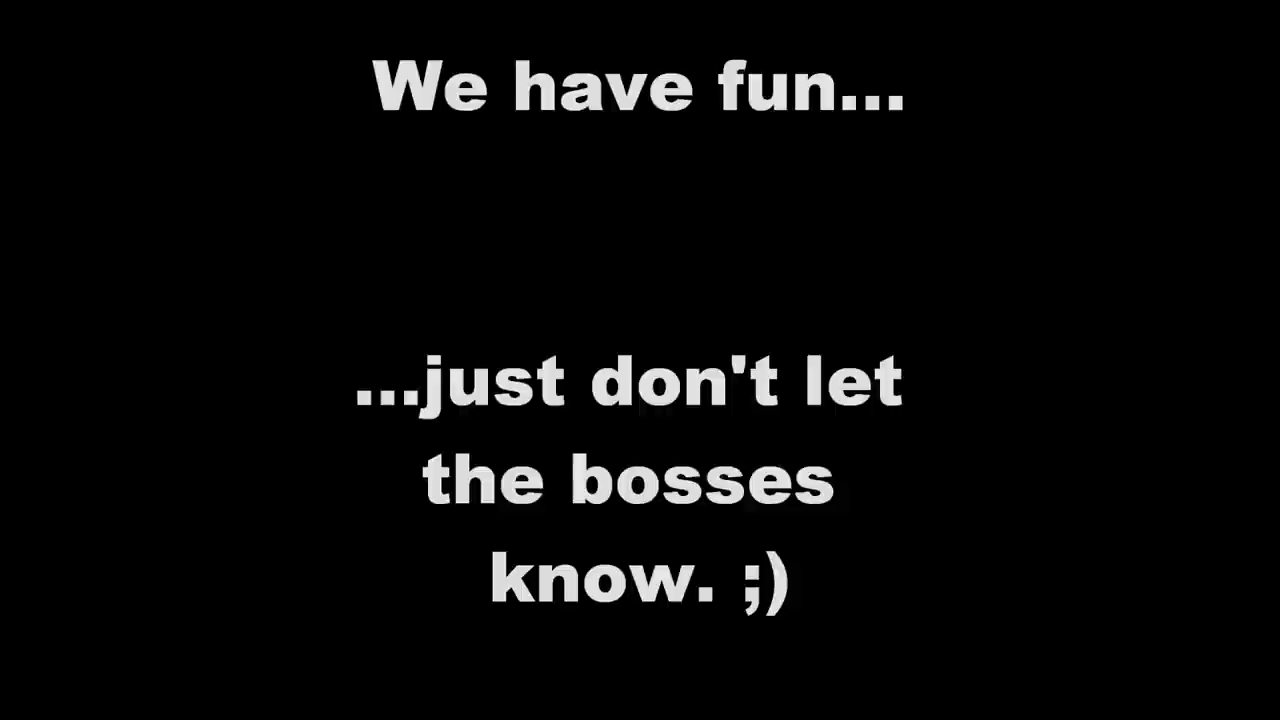 We have fun...
...just don't let
the bosses
know. ;)